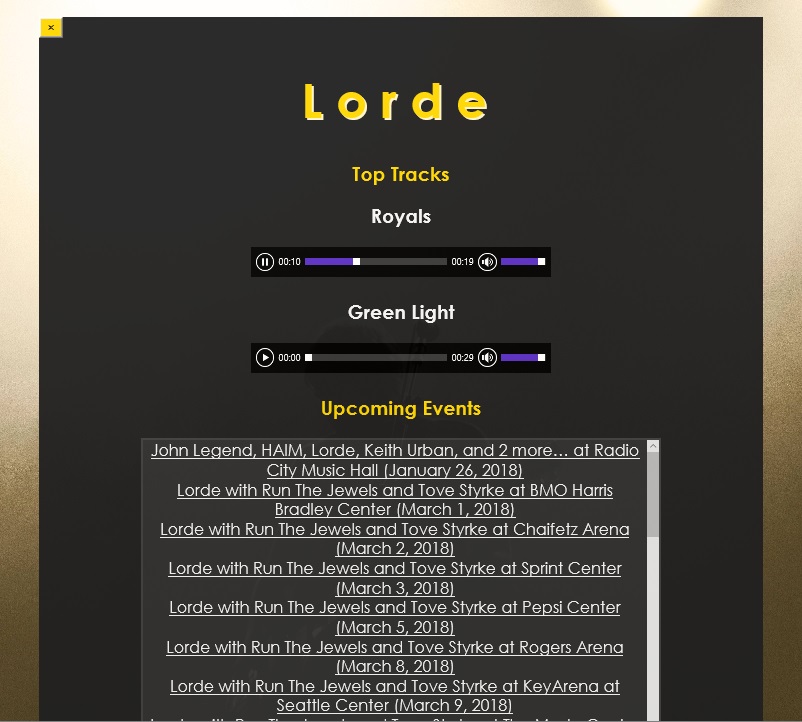 ×
Lorde
Top Tracks
Royals
00:10 00:19
Green Light
00:00 00:29
Upcoming Events
John Legend, HAIM, Lorde, Keith Urban, and 2 more... at Radio
City Music Hall (January 26, 2018)
Lorde with Run The Jewels and Tove Styrke at BMO Harris
Bradley Center (March 1, 2018)
Lorde with Run The Jewels and Tove Styrke at Chaifetz Arena
(March 2, 2018)
Lorde with Run The Jewels and Tove Styrke at Sprint Center
(March 3, 2018)
Lorde with Run The Jewels and Tove Styrke at Pepsi Center
(March 5, 2018)
Lorde with Run The Jewels and Tove Styrke at Rogers Arena
(March 8, 2018)
Lorde with Run The Jewels and Tove Styrke at KeyArena at
Seattle Center (March 9, 2018)